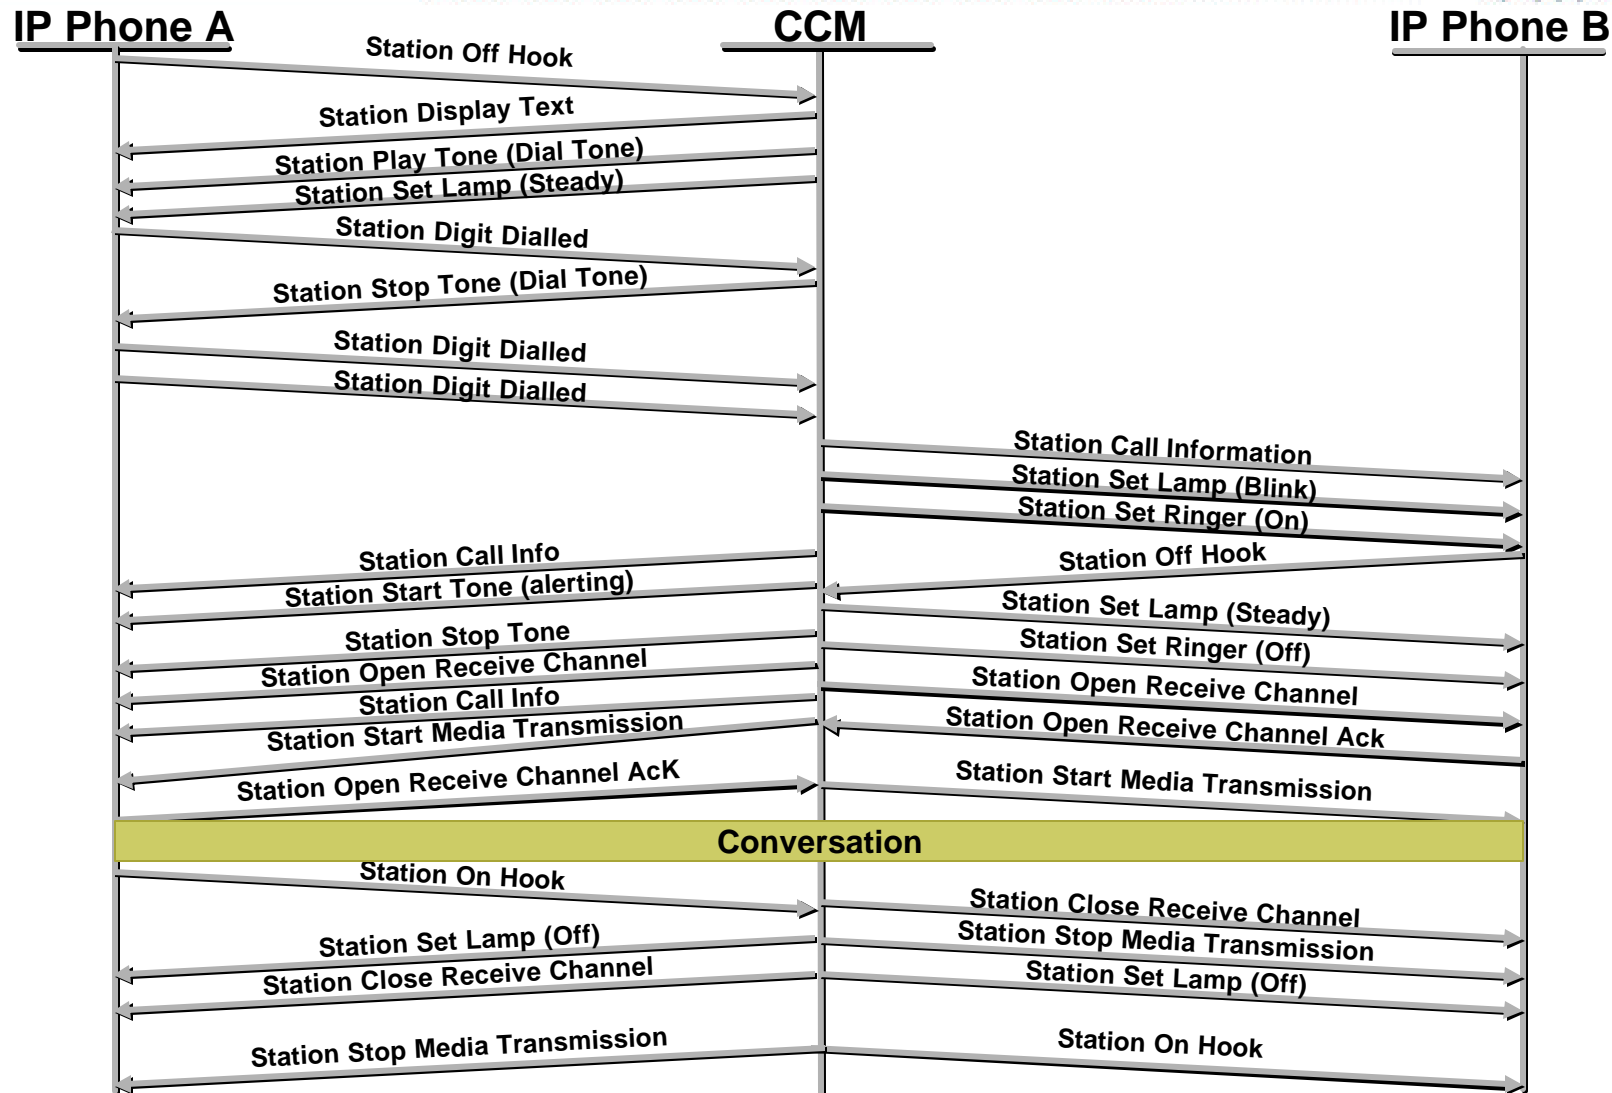 IP Phone A
CCM
IP Phone B
Station Off Hook
Station Display Text
Station Play Tone (Dial Tone)
Station Set Lamp (Steady)
Station Digit Dialled
Station Stop Tone (Dial Tone)
Station Digit Dialled
Station Digit Dialled
Station Call Information
Station Set Lamp (Blink)
Station Set Ringer (On)
Station Call Info
Station Off Hook
Station Start Tone (alerting)
Station Set Lamp (Steady)
Station Stop Tone
Station Set Ringer (Off)
Station Open Receive Channel
Station Open Receive Channel
Station Call Info
Station Open Receive Channel Ack
Station Start Media Transmission
Station Open Receive Channel AcK
Station Start Media Transmission
Conversation
Station On Hook
Station Close Receive Channel
Station Set Lamp (Off)
Station Stop Media Transmission
Station Close Receive Channel
Station Set Lamp (Off)
Station Stop Media Transmission
Station On Hook